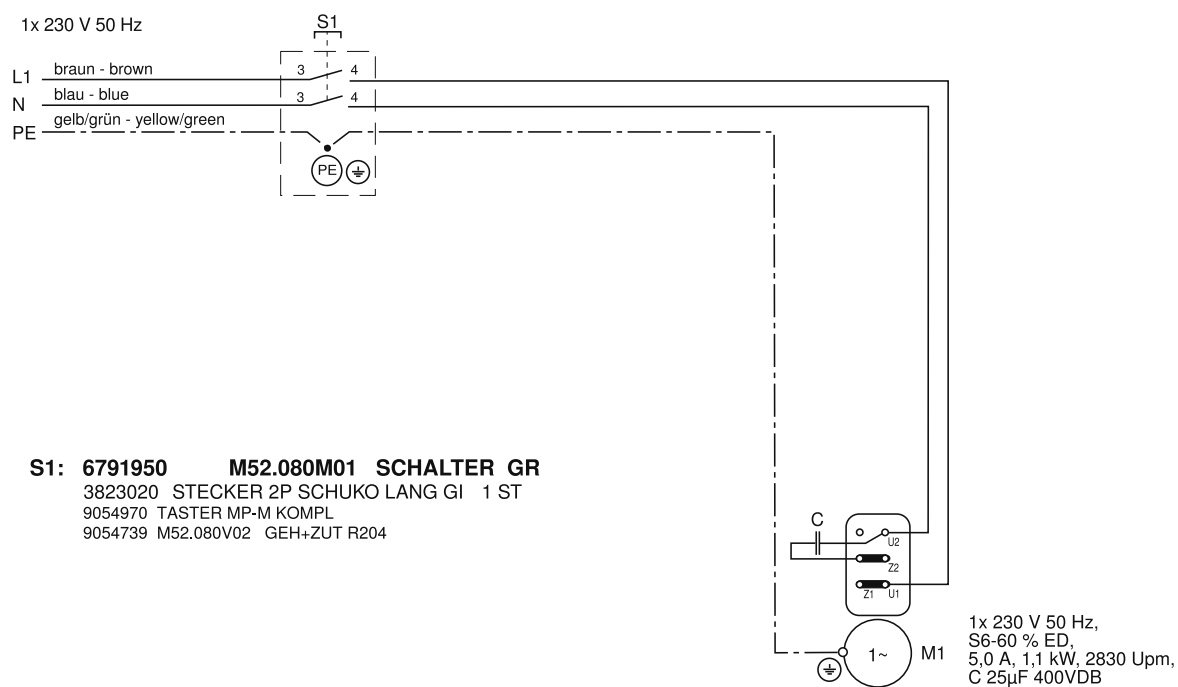 1x 230 V 50 Hz
S1
L1 braun - brown 3 4
N blau - blue 3 4
PE gelb/grün - yellow/green
PE
S1: 6791950 M52.080M01 SCHALTER GR
3823020 STECKER 2P SCHUKO LANG GI 1 ST
9054970 TASTER MP-M KOMPL
9054739 M52.080V02 GEH+ZUT R204
C
U2
Z2
Z1 U1
1~ M1
1x 230 V 50 Hz,
S6-60 % ED,
5,0 A, 1,1 kW, 2830 Upm,
C 25µF 400VDB